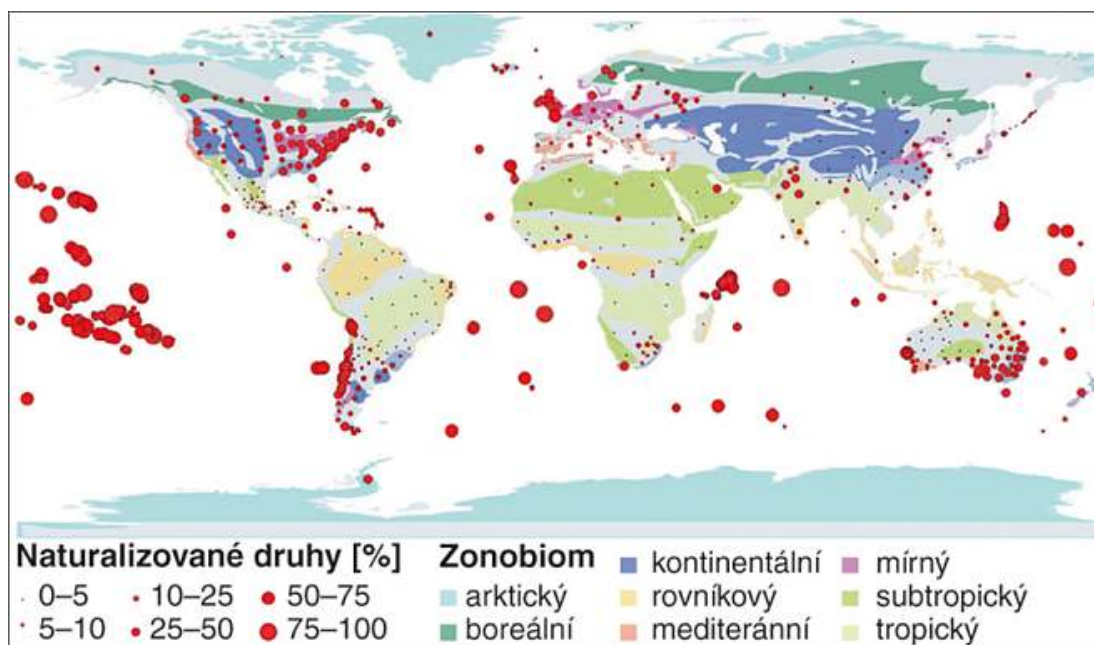 Naturalizované druhy [%]
0–5
10–25
50–75
5–10
25–50
75–100
Zonobiom
kontinentální
mírný
arktický
rovníkový
subtropický
boreální
mediteránní
tropický